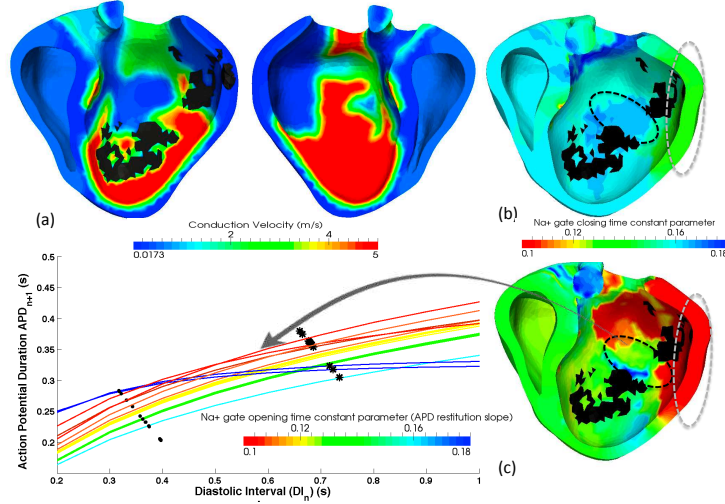 (a)
Conduction Velocity (m/s)
0.0173 2 4 5
(b)
Na+ gate closing time constant parameter
0.1 0.12 0.16 0.18
0.5
0.45
0.4
0.35
0.3
0.25
0.2
Action Potential Duration APDn+1 (s)
Na+ gate opening time constant parameter (APD restitution slope)
0.1 0.12 0.16 0.18
0.2 0.3 0.4 0.5 0.6 0.7 0.8 0.9 1
Diastolic Interval (DIn) (s)
(c)